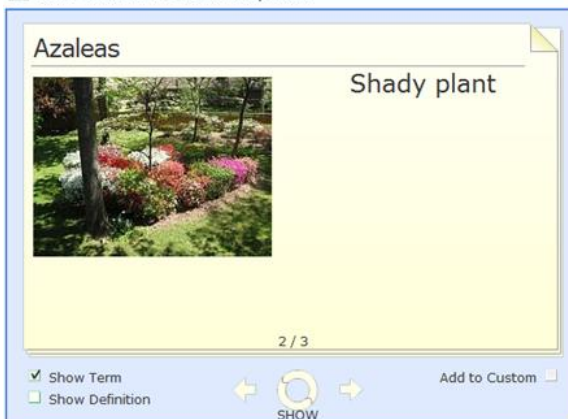 Azaleas
Shady plant
2 / 3
Show Term
Show Definition
SHOW
Add to Custom